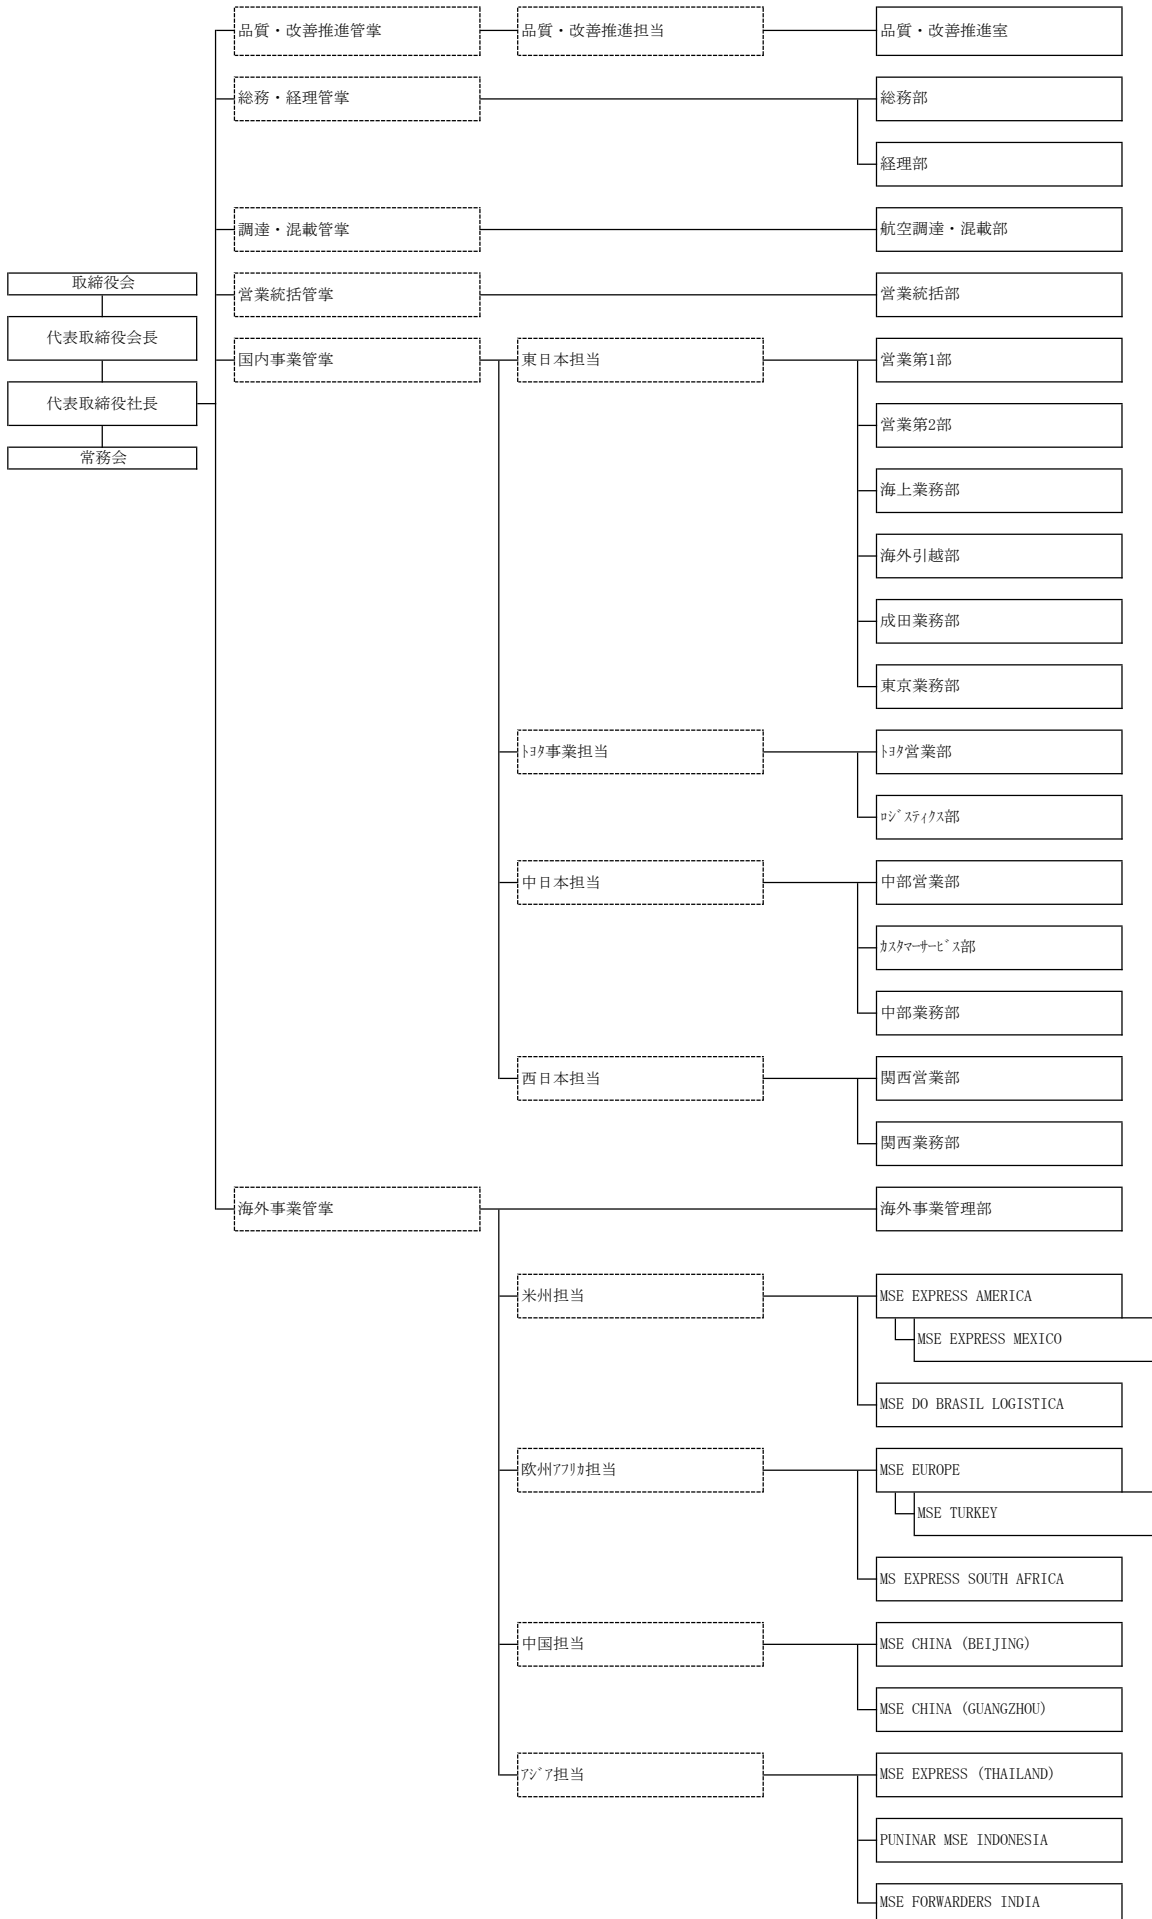 品質・改善推進管掌
品質・改善推進担当
品質・改善推進室
総務・経理管掌
総務部
経理部
調達・混載管掌
航空調達・混載部
取締役会
代表取締役会長
代表取締役社長
常務会
営業統括管掌
営業統括部
国内事業管掌
東日本担当
営業第1部
営業第2部
海上業務部
海外引越部
成田業務部
東京業務部
ﾄﾖﾀ事業担当
ﾄﾖﾀ営業部
ﾛｼﾞｽﾃｨｸｽ部
中日本担当
中部営業部
ｶｽﾀﾏｰｻｰﾋﾞｽ部
中部業務部
西日本担当
関西営業部
関西業務部
海外事業管掌
海外事業管理部
米州担当
MSE EXPRESS AMERICA
MSE EXPRESS MEXICO
MSE DO BRASIL LOGISTICA
欧州ｱﾌﾘｶ担当
MSE EUROPE
MSE TURKEY
MS EXPRESS SOUTH AFRICA
中国担当
MSE CHINA (BEIJING)
MSE CHINA (GUANGZHOU)
ｱｼﾞｱ担当
MSE EXPRESS (THAILAND)
PUNINAR MSE INDONESIA
MSE FORWARDERS INDIA